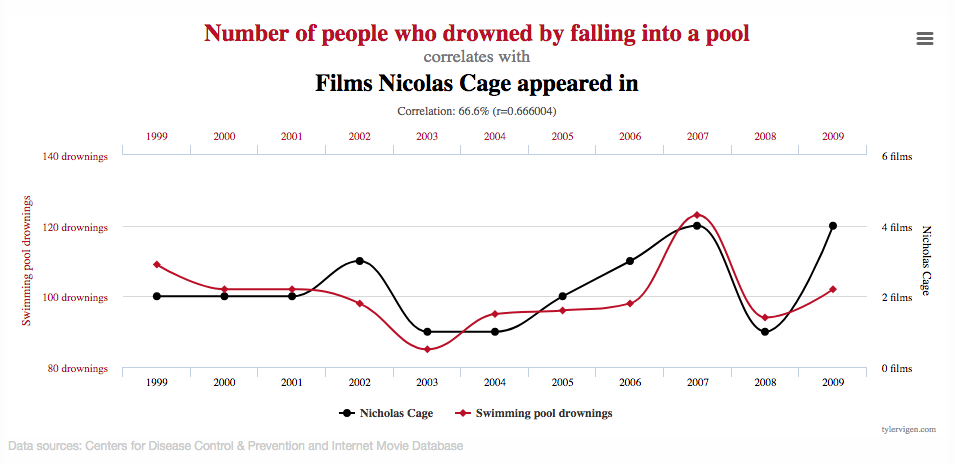 Number of people who drowned by falling into a pool
correlates with
Films Nicolas Cage appeared in
Correlation: 66.6% (r=0.666004)
1999 2000 2001 2002 2003 2004 2005 2006 2007 2008 2009
140 drownings 6 films
120 drownings 4 films
100 drownings 2 films
80 drownings 0 films
Swimming pool drownings
Nicholas Cage
1999 2000 2001 2002 2003 2004 2005 2006 2007 2008 2009
Nicholas Cage Swimming pool drownings
tylervigen.com
Data sources: Centers for Disease Control & Prevention and Internet Movie Database